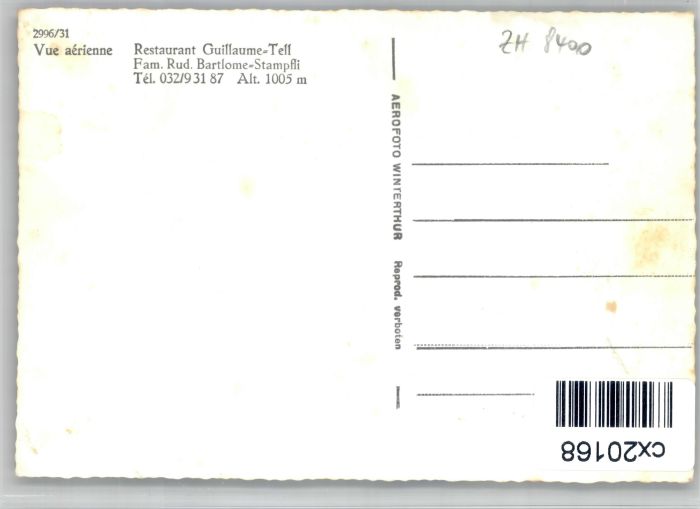 2996/31
Vue aérienne Restaurant Guillaume-Tell
Fam. Rud. Bartlome-Stampfli
Tél. 032/9 31 87 Alt. 1005 m
ZH 8400
AEROFOTO WINTERTHUR Reprod. verboten
cx20168